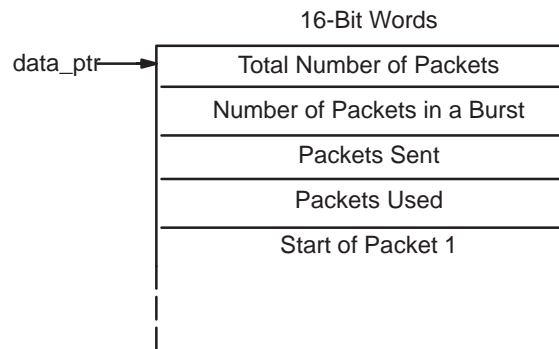 16-Bit Words
data_ptr
Total Number of Packets
Number of Packets in a Burst
Packets Sent
Packets Used
Start of Packet 1